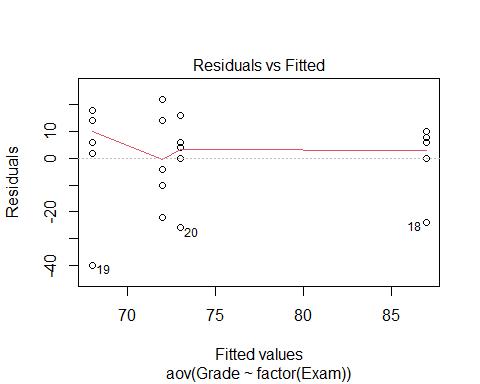 Residuals vs Fitted
Residuals
10
0
-20
-40
19
20
18
70
75
80
85
Fitted values
aov(Grade ~ factor(Exam))